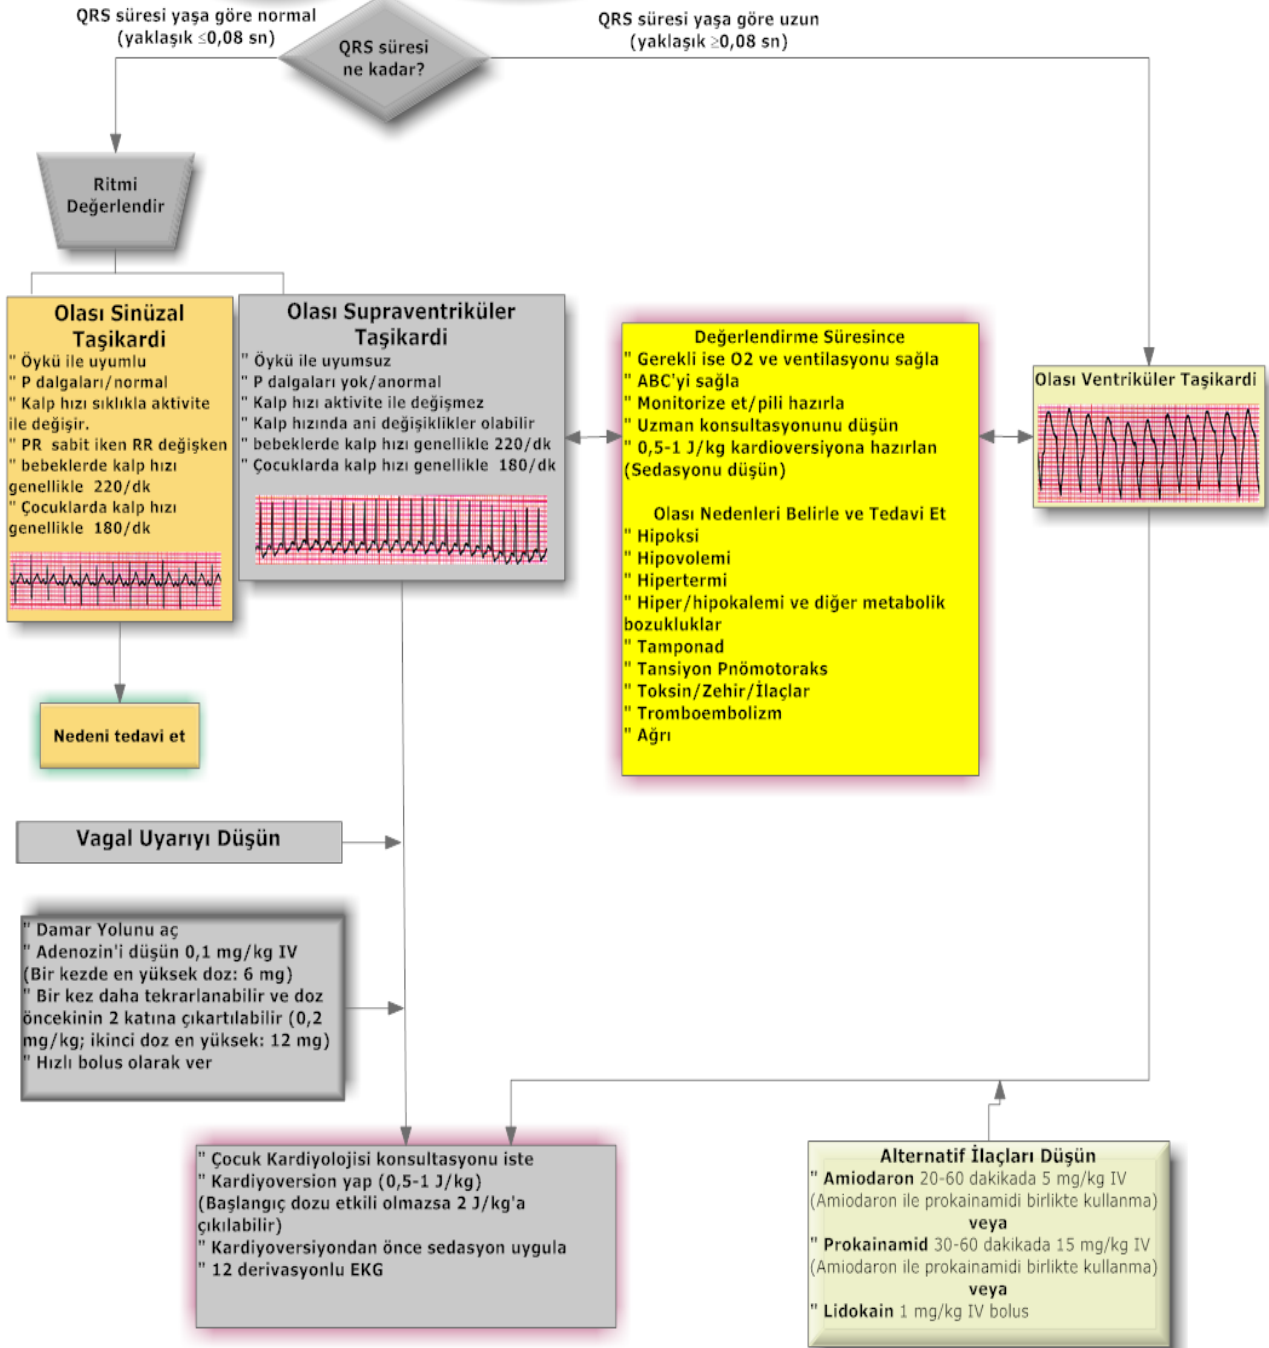 QRS süresi yaşa göre normal
(yaklaşık ≤0,08 sn)
QRS süresi
ne kadar?
QRS süresi yaşa göre uzun
(yaklaşık ≥0,08 sn)
Ritmi
Değerlendir
Olası Sinüzal
Taşikardi
" Öykü ile uyumlu
" P dalgaları/normal
" Kalp hızı sıklıkla aktivite
ile değişir.
" PR sabit iken RR değişken
" bebeklerde kalp hızı
genellikle 220/dk
" Çocuklarda kalp hızı
genellikle 180/dk
Olası Supraventriküler
Taşikardi
" Öykü ile uyumsuz
" P dalgaları yok/anormal
" Kalp hızı aktivite ile değişmez
" Kalp hızında ani değişiklikler olabilir
" bebeklerde kalp hızı genellikle 220/dk
" Çocuklarda kalp hızı genellikle 180/dk
Değerlendirme Süresince
" Gerekli ise O2 ve ventilasyonu sağla
" ABC'yi sağla
" Monitorize et/pili hazırla
" Uzman konsultasyonunu düşün
" 0,5-1 J/kg kardioversiyona hazırlan
(Sedasyonu düşün)
Olası Nedenleri Belirle ve Tedavi Et
" Hipoksi
" Hipovolemi
" Hipertermi
" Hiper/hipokalemi ve diğer metabolik
bozukluklar
" Tamponad
" Tansiyon Pnömotoraks
" Toksin/Zehir/İlaçlar
" Tromboembolizm
" Ağrı
Olası Ventriküler Taşikardi
Nedeni tedavi et
Vagal Uyarıyı Düşün
" Damar Yolunu aç
" Adenozin'i düşün 0,1 mg/kg IV
(Bir kezde en yüksek doz: 6 mg)
" Bir kez daha tekrarlanabilir ve doz
öncekinin 2 katına çıkartılabilir (0,2
mg/kg; ikinci doz en yüksek: 12 mg)
" Hızlı bolus olarak ver
" Çocuk Kardiyolojisi konsultasyonu iste
" Kardiyoversion yap (0,5-1 J/kg)
(Başlangıç dozu etkili olmazsa 2 J/kg'a
çıkılabilir)
" Kardiyoversiyondan önce sedasyon uygula
" 12 derivasyonlu EKG
Alternatif İlaçları Düşün
" Amiodaron 20-60 dakikada 5 mg/kg IV
(Amiodaron ile prokainamidi birlikte kullanma)
veya
" Prokainamid 30-60 dakikada 15 mg/kg IV
(Amiodaron ile prokainamidi birlikte kullanma)
veya
" Lidokain 1 mg/kg IV bolus